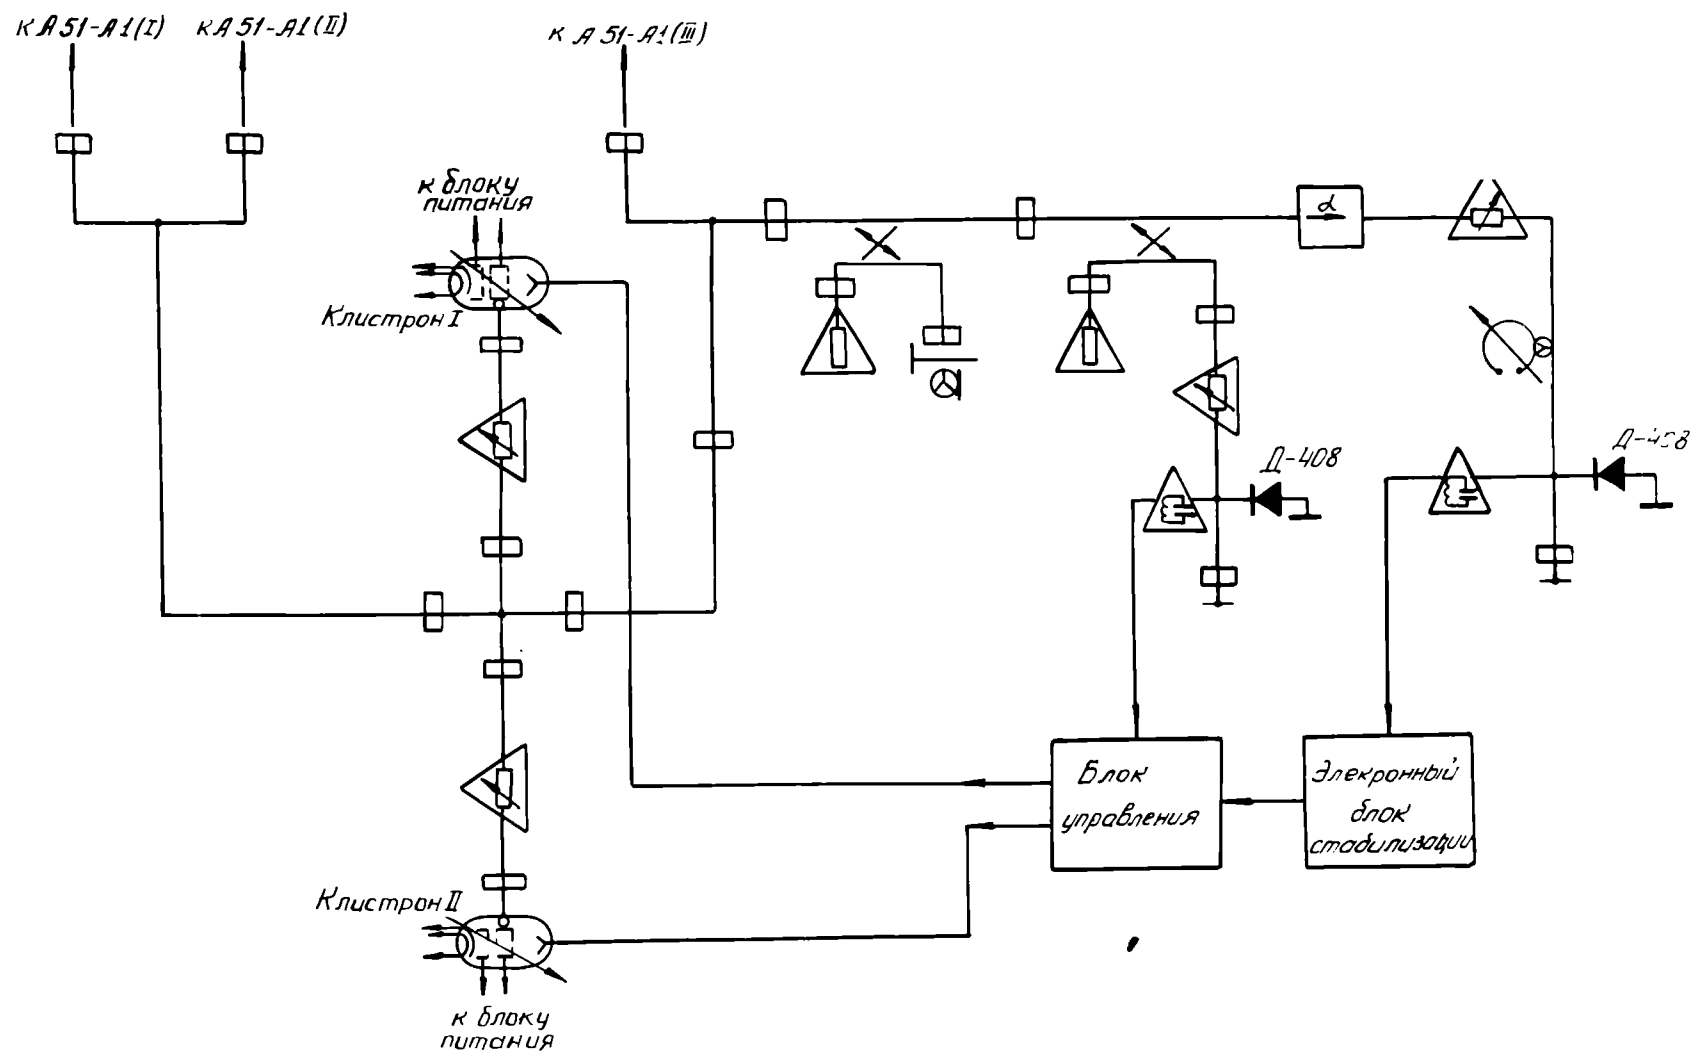 к А51-А1(I)
к А51-А1(II)
к А51-А1(III)
к блоку
питания
Клистрон I
α
Д-408
Д-408
Блок
управления
Элекронный
блок
стабилизации
Клистрон II
к блоку
питания